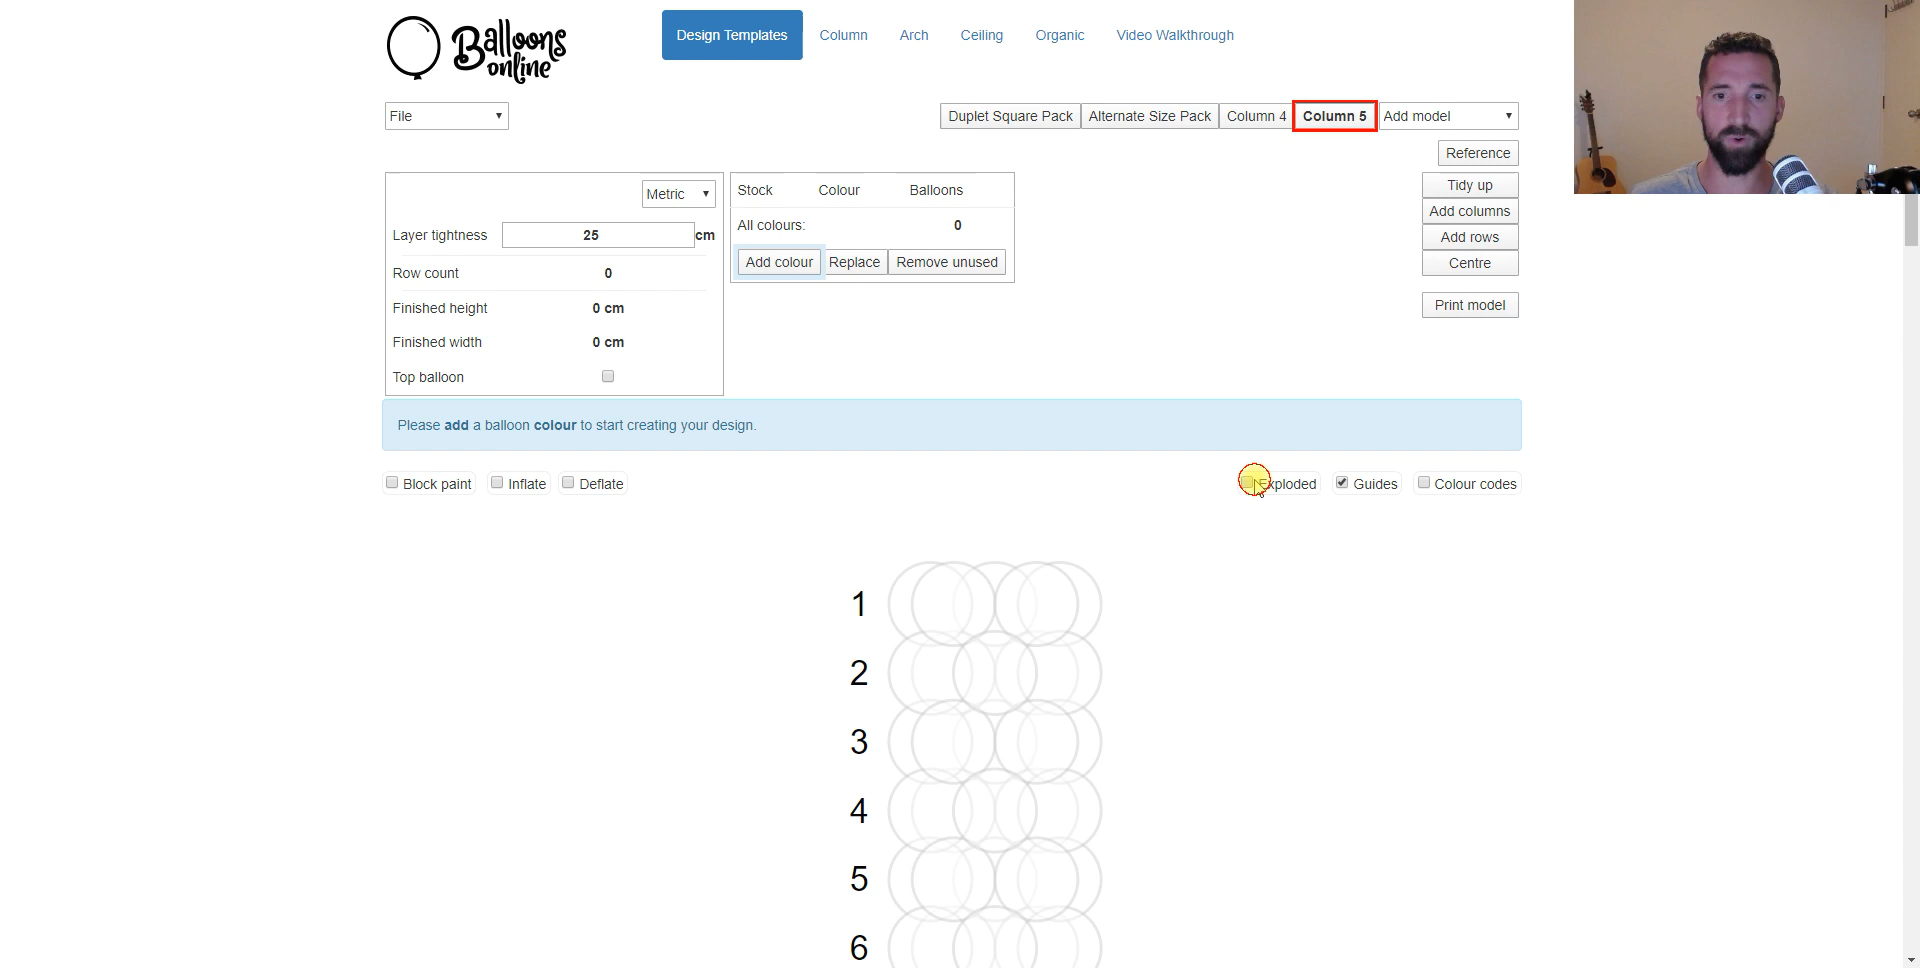 Balloons
online
Design Templates Column Arch Ceiling Organic Video Walkthrough
File
Duplet Square Pack Alternate Size Pack Column 4 Column 5 Add model
Reference
Tidy up
Add columns
Add rows
Centre
Print model
Metric
Layer tightness 25 cm
Row count 0
Finished height 0 cm
Finished width 0 cm
Top balloon
Stock Colour Balloons
All colours: 0
Add colour Replace Remove unused
Please add a balloon colour to start creating your design.
Block paint Inflate Deflate Exploded Guides Colour codes
1
2
3
4
5
6